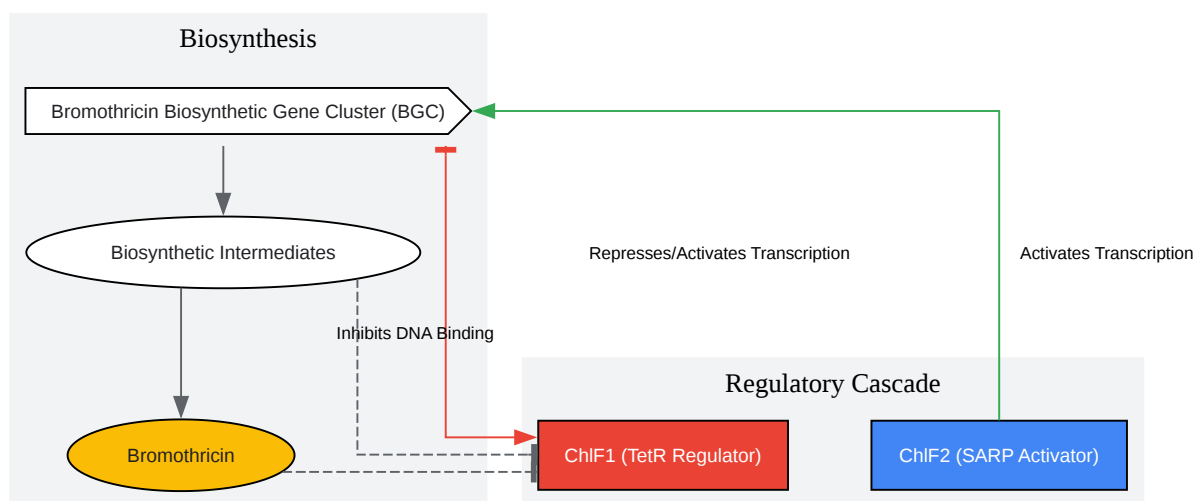 Biosynthesis
Bromothricin Biosynthetic Gene Cluster (BGC)
Biosynthetic Intermediates
Represses/Activates Transcription
Activates Transcription
Inhibits DNA Binding
Regulatory Cascade
Bromothricin
ChlF1 (TetR Regulator)
ChlF2 (SARP Activator)